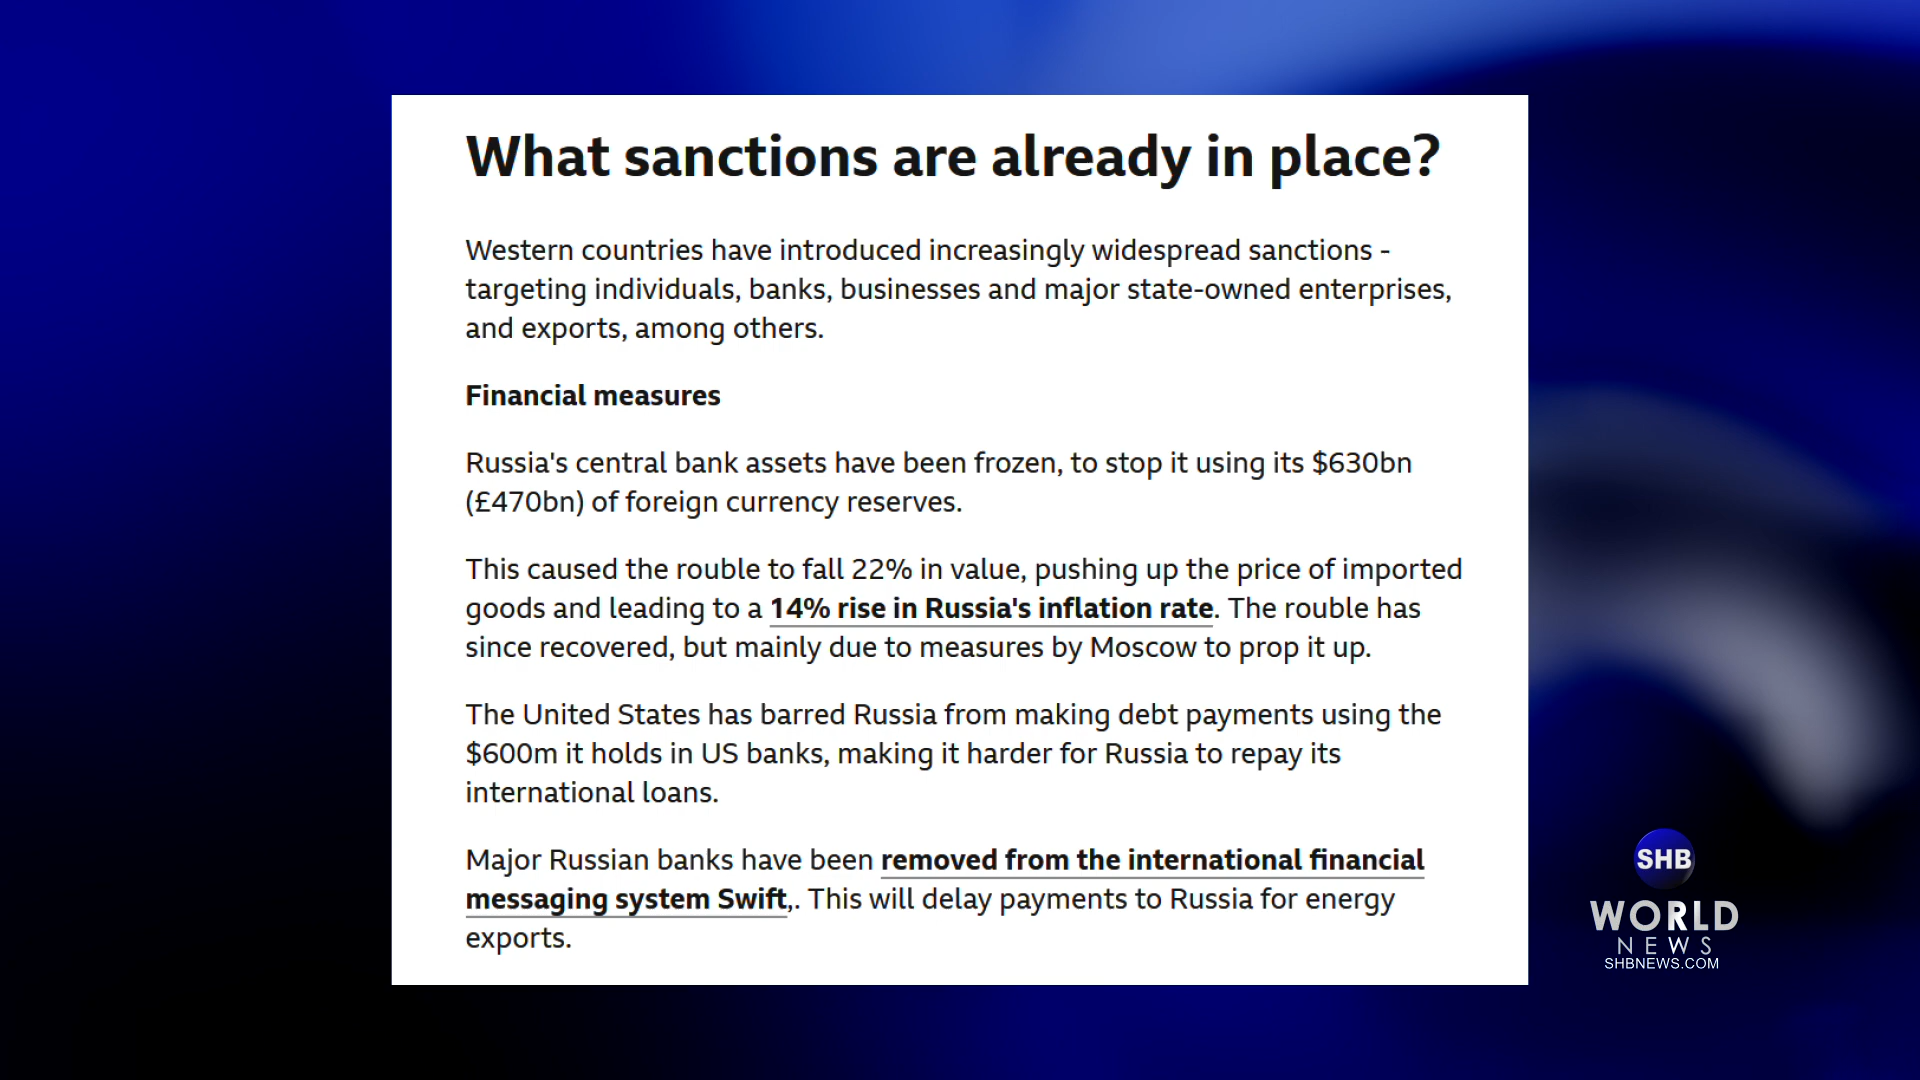 What sanctions are already in place?
Western countries have introduced increasingly widespread sanctions -
targeting individuals, banks, businesses and major state-owned enterprises,
and exports, among others.
Financial measures
Russia's central bank assets have been frozen, to stop it using its $630bn
(£470bn) of foreign currency reserves.
This caused the rouble to fall 22% in value, pushing up the price of imported
goods and leading to a 14% rise in Russia's inflation rate. The rouble has
since recovered, but mainly due to measures by Moscow to prop it up.
The United States has barred Russia from making debt payments using the
$600m it holds in US banks, making it harder for Russia to repay its
international loans.
Major Russian banks have been removed from the international financial
messaging system Swift,. This will delay payments to Russia for energy
exports.
SHB
WORLD
NEWS
SHBNEWS.COM